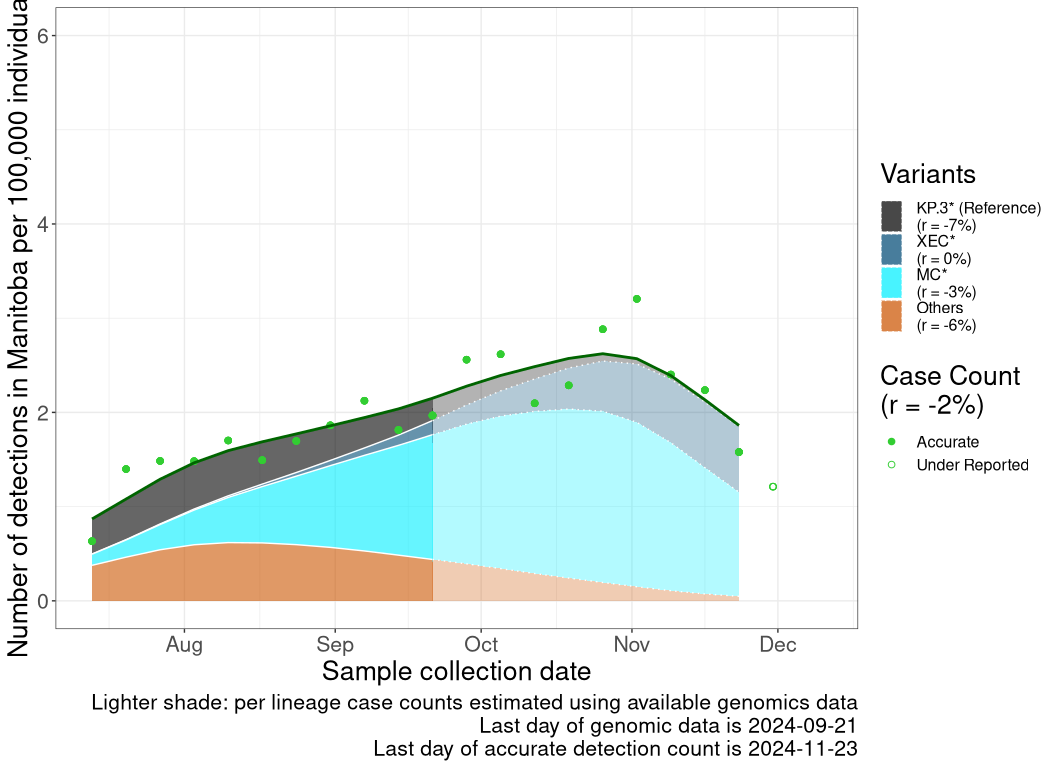 Number of detections in Manitoba per 100,000 individua
6
4
2
0
Aug
Sep
Oct
Nov
Dec
Sample collection date
Lighter shade: per lineage case counts estimated using available genomics data
Last day of genomic data is 2024-09-21
Last day of accurate detection count is 2024-11-23
Variants
KP.3* (Reference)
(r = -7%)
XEC*
(r = 0%)
MC*
(r = -3%)
Others
(r = -6%)
Case Count
(r = -2%)
Accurate
Under Reported